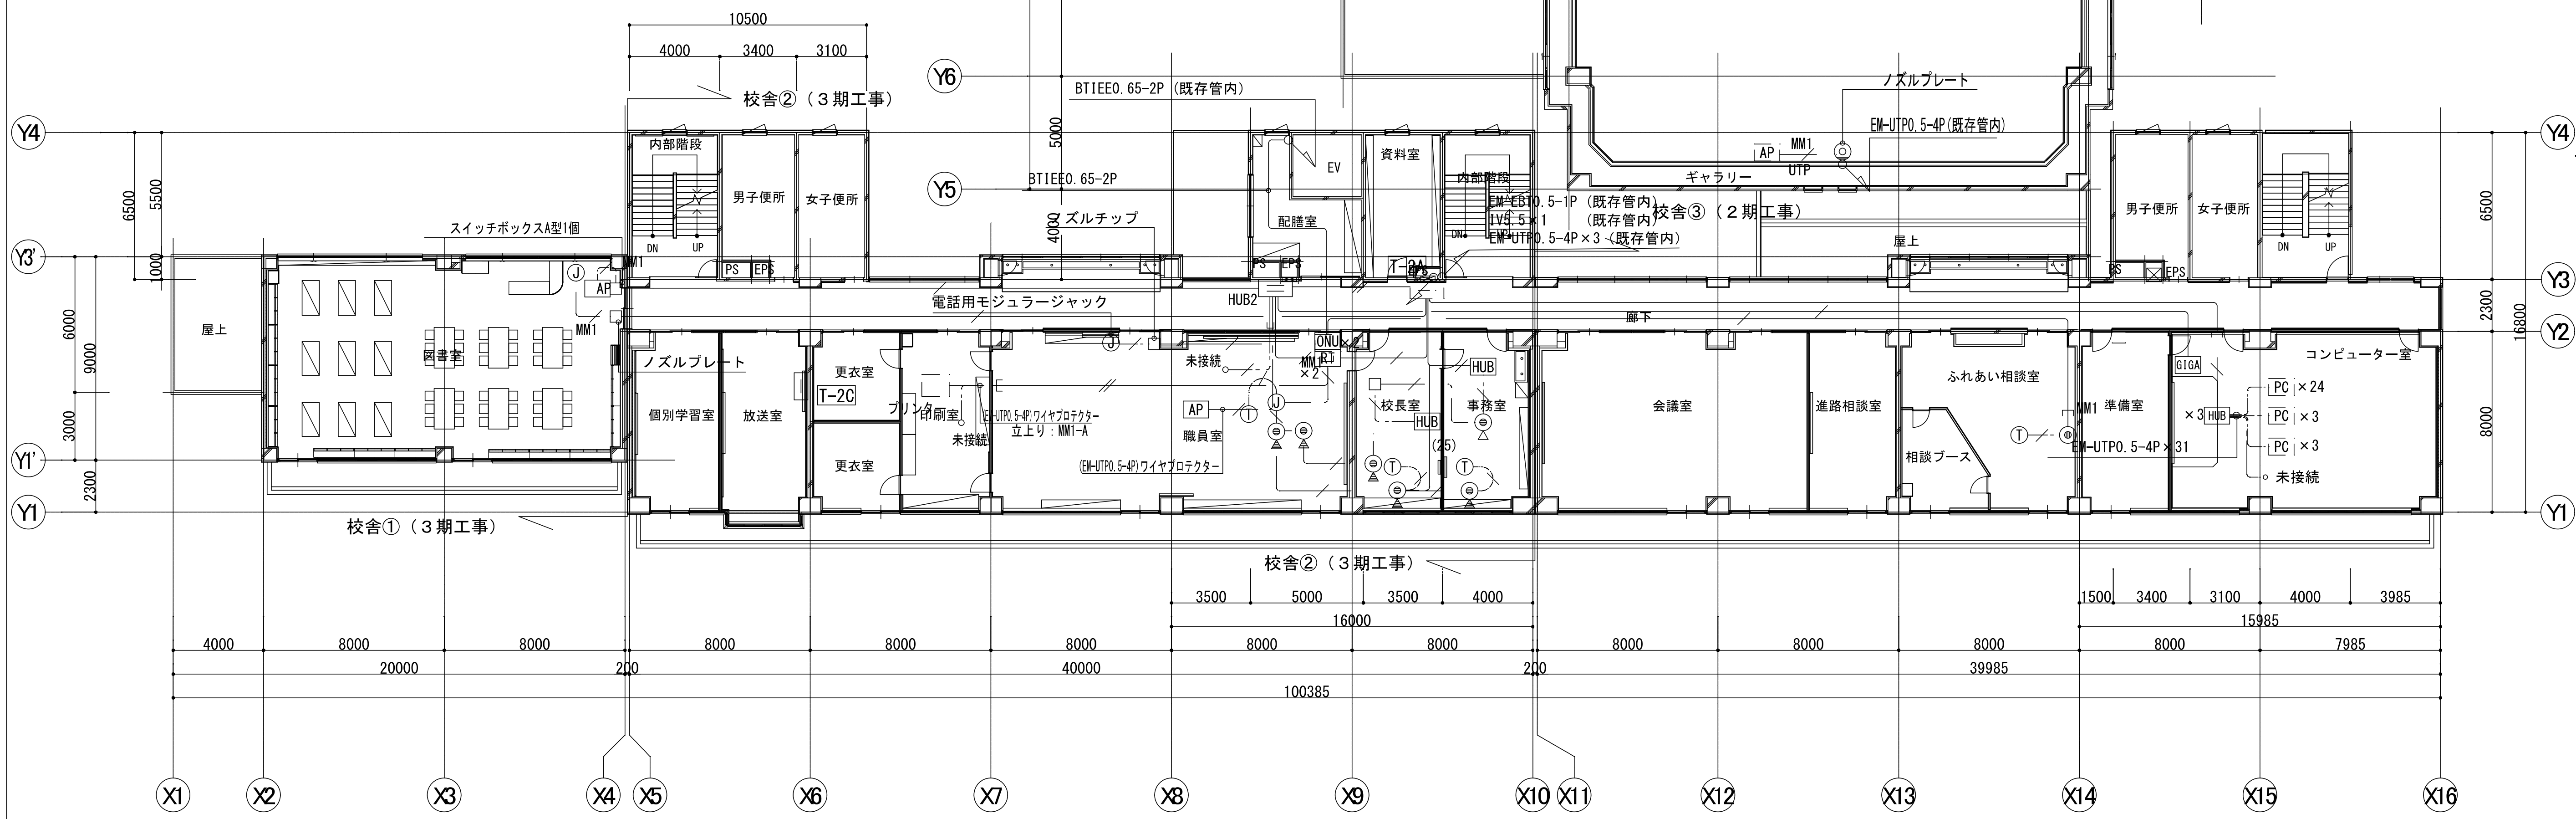 10500
4000
3400
3100
校舎②（３期工事）
Y6
BTIEE0.65-2P（既存管内）
ノズルプレート
EM-UTP0.5-4P(既存管内)
Y4
Y4
内部階段
男子便所
女子便所
DN
UP
PS
EPS
6500
5500
1000
5000
4000
Y5
BTIEE0.65-2P
EV
資料室
配膳室
内部階段
DN
UP
EM-EBT0.5-1P（既存管内）
IV5.5×1　（既存管内）
EM-UTP0.5-4P×3（既存管内）
AP
MM1
UTP
ギャラリー
校舎③（２期工事）
屋上
男子便所
女子便所
DN
UP
PS
EPS
6500
16800
Y3'
スイッチボックスA型1個
ノズルチップ
PS
EPS
T-2A
EPS
Y3
J
MM1
AP
MM1
電話用モジュラージャック
HUB2
廊下
2300
Y2
屋上
6000
9000
3000
2300
図書室
ノズルプレート
個別学習室
放送室
更衣室
T-2C
更衣室
プリンター
印刷室
未接続
(EM-UTP0.5-4P)ワイヤプロテクター
立上り：MM1-A
(EM-UTP0.5-4P)ワイヤプロテクター
J
未接続
AP
職員室
T
J
ONU×2
RT
MM1
×2
校長室
HUB
T
HUB
事務室
(25)
T
会議室
進路相談室
ふれあい相談室
相談ブース
T
MM1
準備室
EM-UTP0.5-4P×31
GIGA
×3
HUB
コンピューター室
PC
×24
PC
×3
PC
×3
未接続
8000
Y1'
Y1
Y1
校舎①（３期工事）
校舎②（３期工事）
3500
5000
3500
4000
1500
3400
3100
4000
3985
16000
15985
4000
8000
8000
8000
8000
8000
8000
8000
8000
8000
8000
8000
7985
20000
200
40000
200
39985
100385
X1
X2
X3
X4
X5
X6
X7
X8
X9
X10
X11
X12
X13
X14
X15
X16